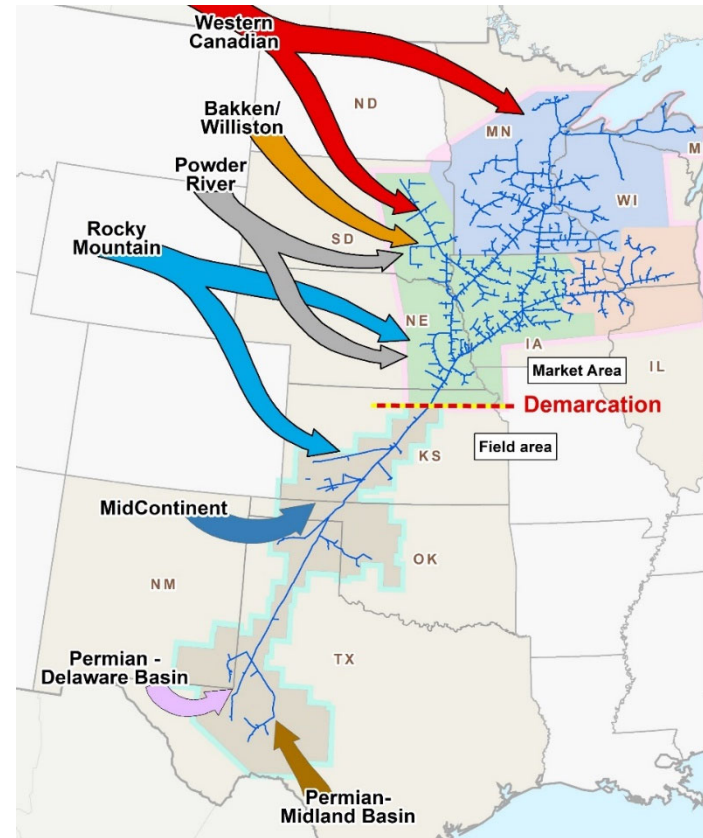 Western
Canadian
ND
Bakken/
Williston
MN
M
Powder
River
WI
Rocky
Mountain
SD
NE
IA
Market Area
IL
Demarcation
Field area
KS
MidContinent
OK
NM
TX
Permian -
Delaware Basin
Permian-
Midland Basin